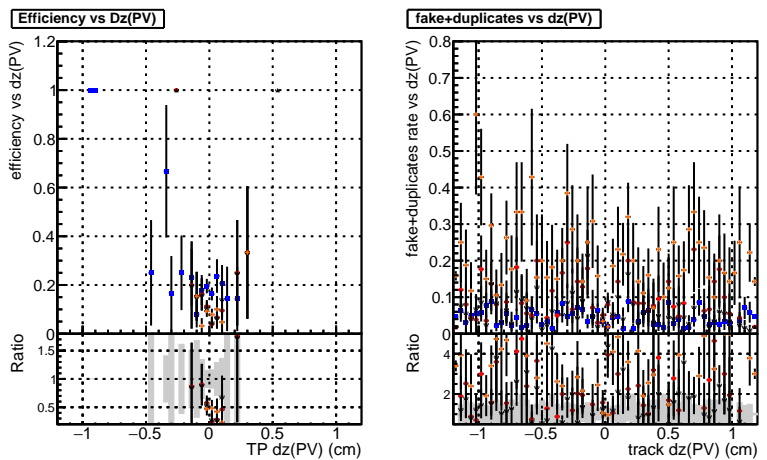 Efficiency vs Dz(PV)
efficiency vs dz(PV)
1.2
1
0.8
0.6
0.4
0.2
0
Ratio
1.5
1
0.5
−1 −0.5 0 0.5 1
TP dz(PV) (cm)
fake+duplicates vs dz(PV)
fake+duplicates rate vs dz(PV)
0.8
0.7
0.6
0.5
0.4
0.3
0.2
0.1
0
Ratio
4
2
−1 −0.5 0 0.5 1
track dz(PV) (cm)